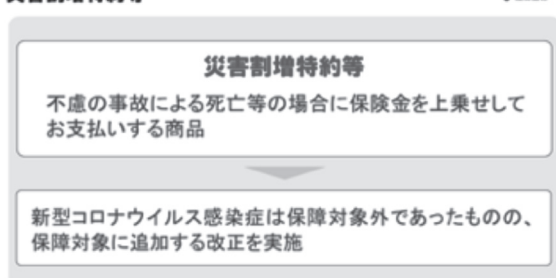 災害割増特約等
不慮の事故による死亡等の場合に保険金を上乗せして
お支払いする商品
新型コロナウイルス感染症は保障対象外であったものの、
保障対象に追加する改正を実施